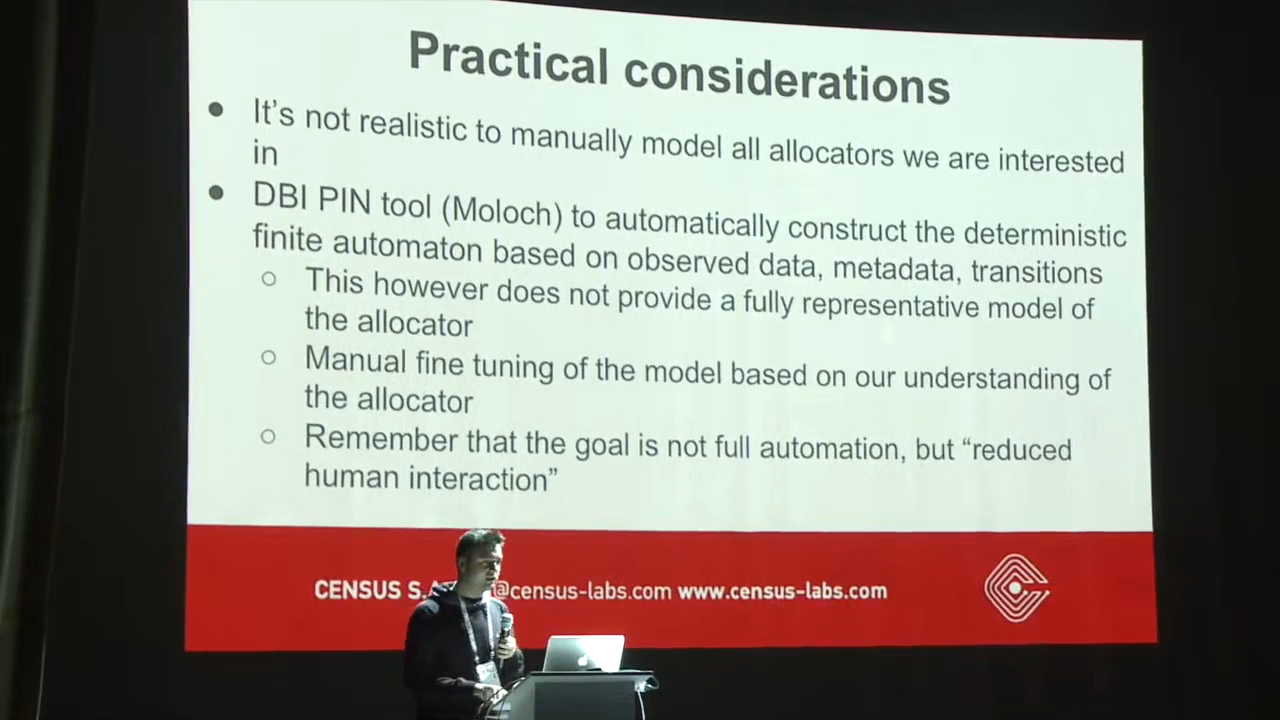 Practical considerations
● It's not realistic to manually model all allocators we are interested
in
● DBI PIN tool (Moloch) to automatically construct the deterministic
finite automaton based on observed data, metadata, transitions
○ This however does not provide a fully representative model of
the allocator
○ Manual fine tuning of the model based on our understanding of
the allocator
○ Remember that the goal is not full automation, but “reduced
human interaction”
CENSUS S. @census-labs.com www.census-labs.com